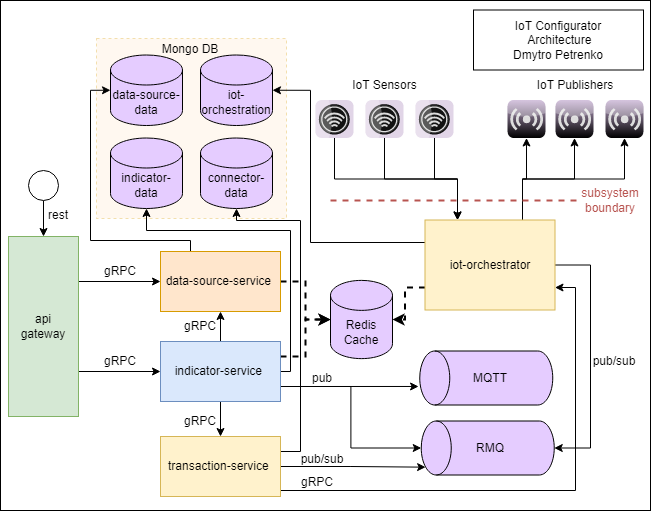 IoT Configurator
Architecture
Dmytro Petrenko
Mongo DB
data-source-
data
iot-
orchestration
indicator-
data
connector-
data
IoT Sensors
IoT Publishers
subsystem
boundary
rest
api
gateway
gRPC
data-source-service
gRPC
gRPC
indicator-service
gRPC
transaction-service
Redis
Cache
iot-orchestrator
pub/sub
pub
MQTT
RMQ
pub/sub
gRPC